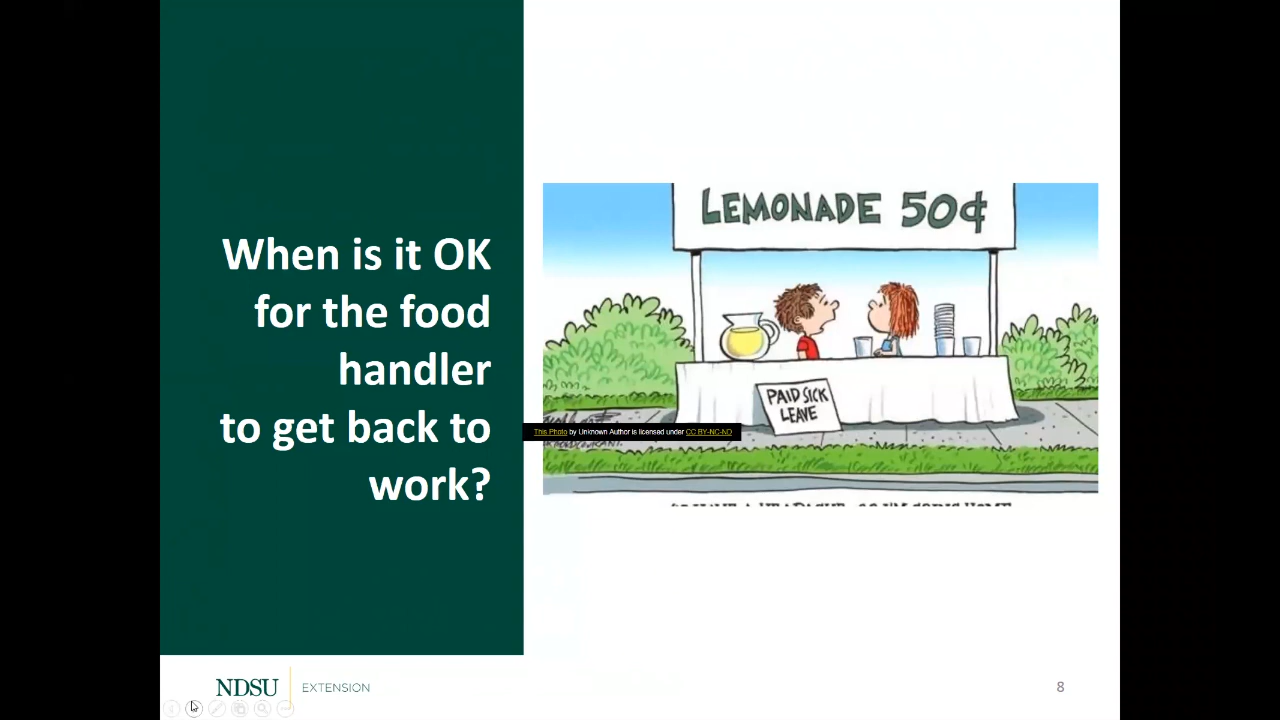 When is it OK
for the food
handler
to get back to
work?
LEMONADE 50¢
PAID SICK
LEAVE
This Photo by Unknown Author is licensed under CC BY-NC-ND
NDSU EXTENSION
8